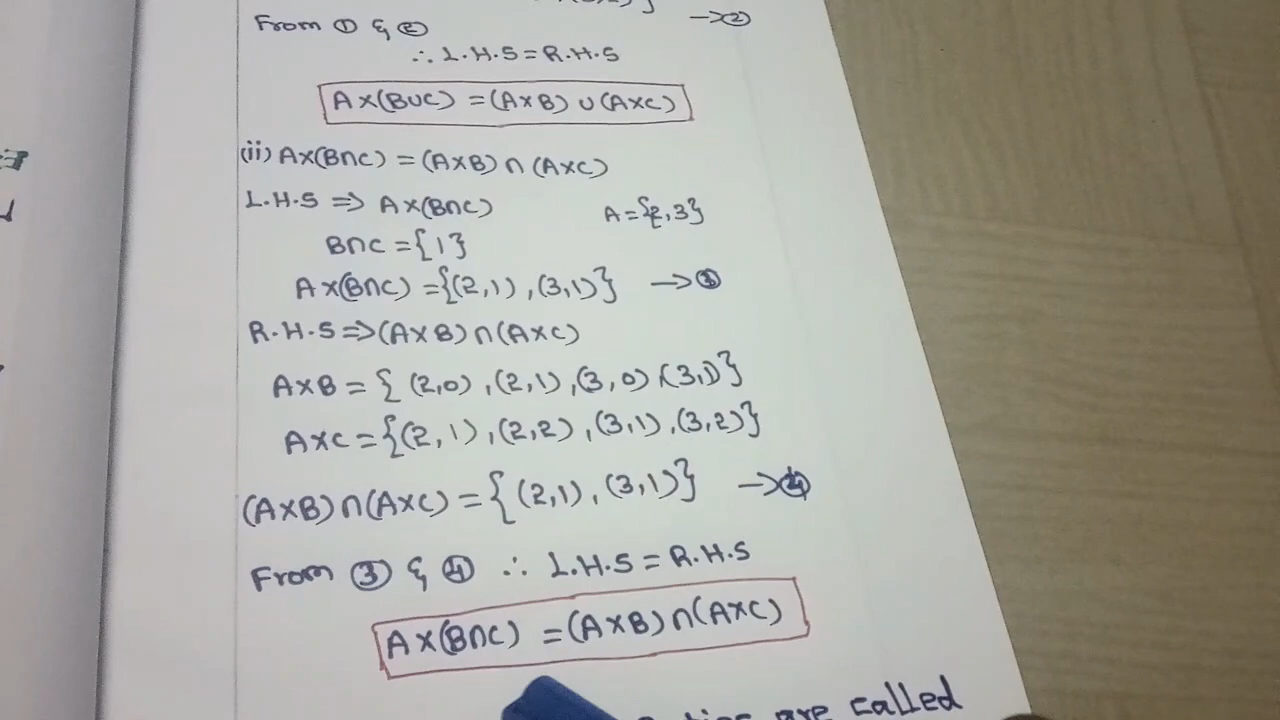 →②
From ① & ②
∴ L.H.S = R.H.S
A×(B∪C) = (A×B) ∪ (A×C)
(ii) A×(B∩C) = (A×B) ∩ (A×C)
L.H.S ⇒ A×(B∩C) A = {2,3}
B∩C = {1}
A×(B∩C) = {(2,1), (3,1)} →③
R.H.S ⇒ (A×B) ∩ (A×C)
A×B = { (2,0), (2,1), (3,0), (3,1)}
A×C = {(2,1), (2,2), (3,1), (3,2)}
(A×B) ∩ (A×C) = { (2,1), (3,1)} →④
From ③ & ④ ∴ L.H.S = R.H.S
A×(B∩C) = (A×B) ∩ (A×C)
are called